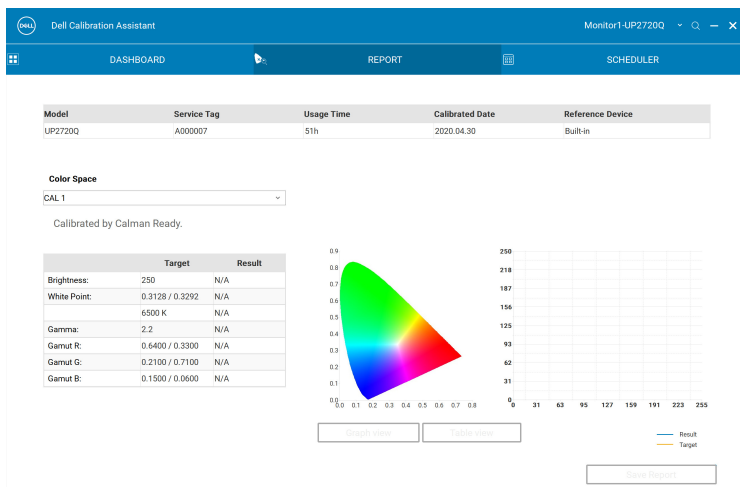 DELL Dell Calibration Assistant Monitor1-UP2720Q
DASHBOARD REPORT SCHEDULER
Model Service Tag Usage Time Calibrated Date Reference Device
UP2720Q A000007 51h 2020.04.30 Built-in
Color Space
CAL 1
Calibrated by Calman Ready.
Target Result
Brightness: 250 N/A
White Point: 0.3128 / 0.3292 N/A
6500 K N/A
Gamma: 2.2 N/A
Gamut R: 0.6400 / 0.3300 N/A
Gamut G: 0.2100 / 0.7100 N/A
Gamut B: 0.1500 / 0.0600 N/A
0.9
0.8
0.7
0.6
0.5
0.4
0.3
0.2
0.1
0.0
0.0 0.1 0.2 0.3 0.4 0.5 0.6 0.7 0.8
250
218
187
156
125
93
62
31
0
0 31 63 95 127 159 191 223 255
Graph view Table view
Result
Target
Save Report